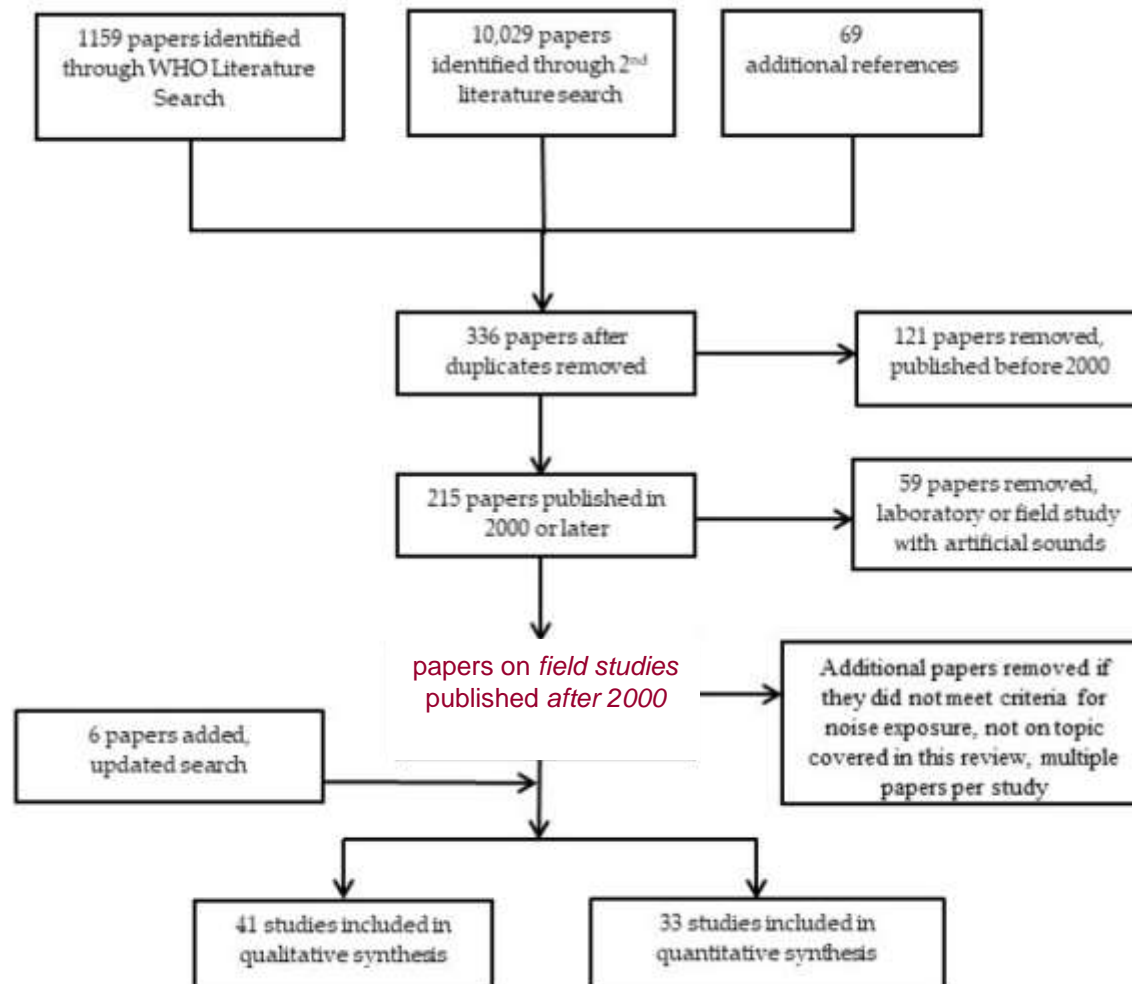 1159 papers identified
through WHO Literature
Search
10,029 papers
identified through 2nd
literature search
69
additional references
336 papers after
duplicates removed
121 papers removed,
published before 2000
215 papers published in
2000 or later
59 papers removed,
laboratory or field study
with artificial sounds
papers on field studies
published after 2000
Additional papers removed if
they did not meet criteria for
noise exposure, not on topic
covered in this review, multiple
papers per study
6 papers added,
updated search
41 studies included in
qualitative synthesis
33 studies included in
quantitative synthesis